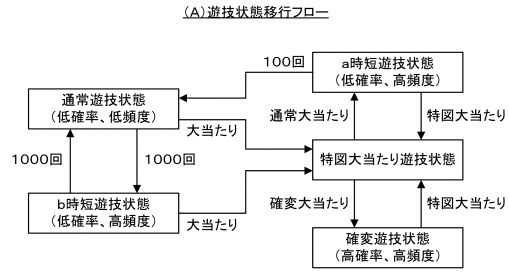 (A)遊技状態移行フロー
100回
a時短遊技状態
(低確率、高頻度)
通常遊技状態
(低確率、低頻度)
大当たり
通常大当たり
特図大当たり
1000回
1000回
特図大当たり遊技状態
b時短遊技状態
(低確率、高頻度)
大当たり
確変大当たり
特図大当たり
確変遊技状態
(高確率、高頻度)